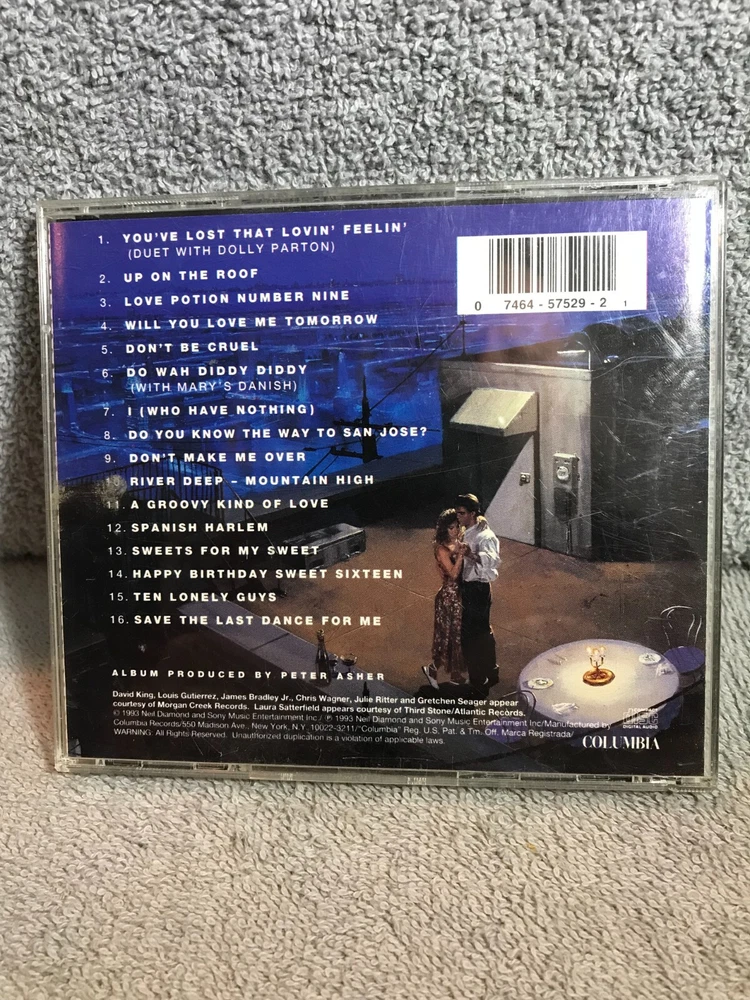 1. YOU'VE LOST THAT LOVIN' FEELIN'
(DUET WITH DOLLY PARTON)
2. UP ON THE ROOF
3. LOVE POTION NUMBER NINE
4. WILL YOU LOVE ME TOMORROW
5. DON'T BE CRUEL
6. DO WAH DIDDY DIDDY
(WITH MARY'S DANISH)
7. I (WHO HAVE NOTHING)
8. DO YOU KNOW THE WAY TO SAN JOSE?
9. DON'T MAKE ME OVER
10. RIVER DEEP – MOUNTAIN HIGH
11. A GROOVY KIND OF LOVE
12. SPANISH HARLEM
13. SWEETS FOR MY SWEET
14. HAPPY BIRTHDAY SWEET SIXTEEN
15. TEN LONELY GUYS
16. SAVE THE LAST DANCE FOR ME
0 7464 - 57529 - 2 1
ALBUM PRODUCED BY PETER ASHER
David King, Louis Gutierrez, James Bradley Jr., Chris Wagner, Julie Ritter and Gretchen Seager appear
courtesy of Morgan Creek Records. Laura Satterfield appears courtesy of Third Stone/Atlantic Records.
© 1993 Neil Diamond and Sony Music Entertainment Inc./ ℗ 1993 Neil Diamond and Sony Music Entertainment Inc/Manufactured by
Columbia Records/550 Madison Ave., New York, N.Y. 10022-3211/"Columbia" Reg. U.S. Pat. & Tm. Off. Marca Registrada/
WARNING: All Rights Reserved. Unauthorized duplication is a violation of applicable laws.
DISC
DIGITAL AUDIO
COLUMBIA